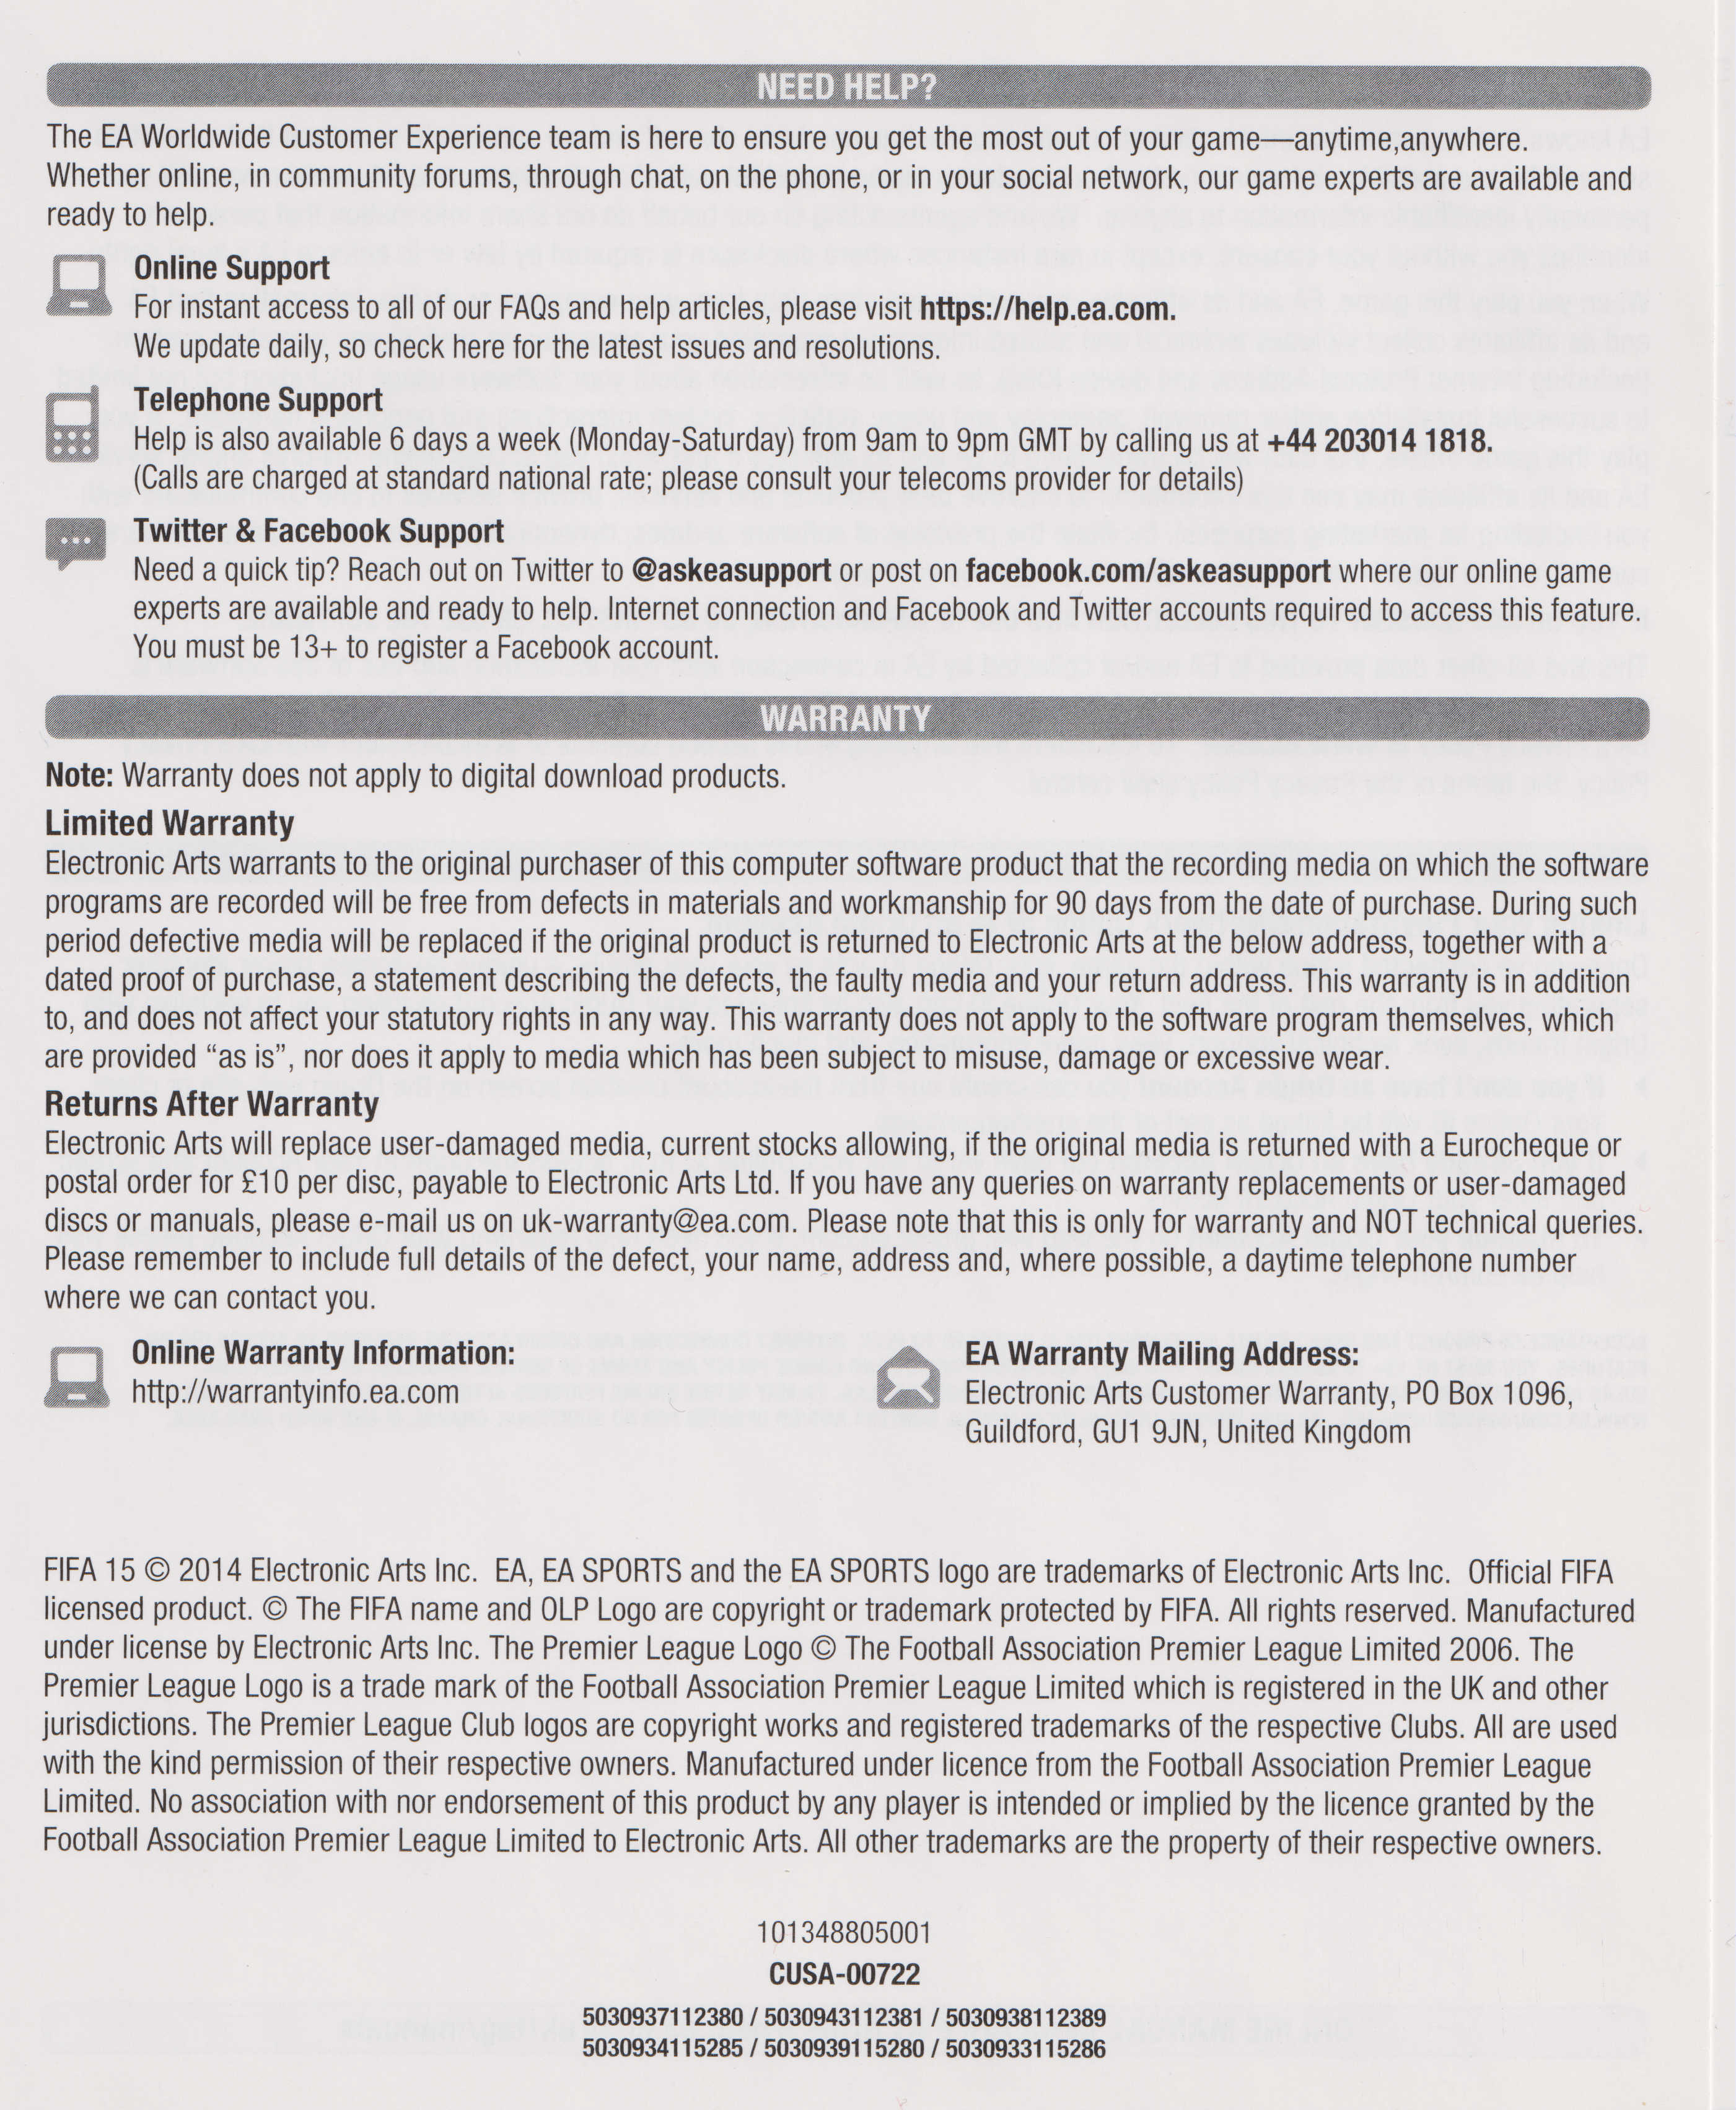 NEED HELP?
The EA Worldwide Customer Experience team is here to ensure you get the most out of your game—anytime,anywhere.
Whether online, in community forums, through chat, on the phone, or in your social network, our game experts are available and
ready to help.
Online Support
For instant access to all of our FAQs and help articles, please visit https://help.ea.com.
We update daily, so check here for the latest issues and resolutions.
Telephone Support
Help is also available 6 days a week (Monday-Saturday) from 9am to 9pm GMT by calling us at +44 203014 1818.
(Calls are charged at standard national rate; please consult your telecoms provider for details)
Twitter & Facebook Support
Need a quick tip? Reach out on Twitter to @askeasupport or post on facebook.com/askeasupport where our online game
experts are available and ready to help. Internet connection and Facebook and Twitter accounts required to access this feature.
You must be 13+ to register a Facebook account.
WARRANTY
Note: Warranty does not apply to digital download products.
Limited Warranty
Electronic Arts warrants to the original purchaser of this computer software product that the recording media on which the software
programs are recorded will be free from defects in materials and workmanship for 90 days from the date of purchase. During such
period defective media will be replaced if the original product is returned to Electronic Arts at the below address, together with a
dated proof of purchase, a statement describing the defects, the faulty media and your return address. This warranty is in addition
to, and does not affect your statutory rights in any way. This warranty does not apply to the software program themselves, which
are provided “as is”, nor does it apply to media which has been subject to misuse, damage or excessive wear.
Returns After Warranty
Electronic Arts will replace user-damaged media, current stocks allowing, if the original media is returned with a Eurocheque or
postal order for £10 per disc, payable to Electronic Arts Ltd. If you have any queries on warranty replacements or user-damaged
discs or manuals, please e-mail us on uk-warranty@ea.com. Please note that this is only for warranty and NOT technical queries.
Please remember to include full details of the defect, your name, address and, where possible, a daytime telephone number
where we can contact you.
Online Warranty Information:
http://warrantyinfo.ea.com
EA Warranty Mailing Address:
Electronic Arts Customer Warranty, PO Box 1096,
Guildford, GU1 9JN, United Kingdom
FIFA 15 © 2014 Electronic Arts Inc.  EA, EA SPORTS and the EA SPORTS logo are trademarks of Electronic Arts Inc.  Official FIFA
licensed product. © The FIFA name and OLP Logo are copyright or trademark protected by FIFA. All rights reserved. Manufactured
under license by Electronic Arts Inc. The Premier League Logo © The Football Association Premier League Limited 2006. The
Premier League Logo is a trade mark of the Football Association Premier League Limited which is registered in the UK and other
jurisdictions. The Premier League Club logos are copyright works and registered trademarks of the respective Clubs. All are used
with the kind permission of their respective owners. Manufactured under licence from the Football Association Premier League
Limited. No association with nor endorsement of this product by any player is intended or implied by the licence granted by the
Football Association Premier League Limited to Electronic Arts. All other trademarks are the property of their respective owners.
101348805001
CUSA-00722
5030937112380 / 5030943112381 / 5030938112389
5030934115285 / 5030939115280 / 5030933115286